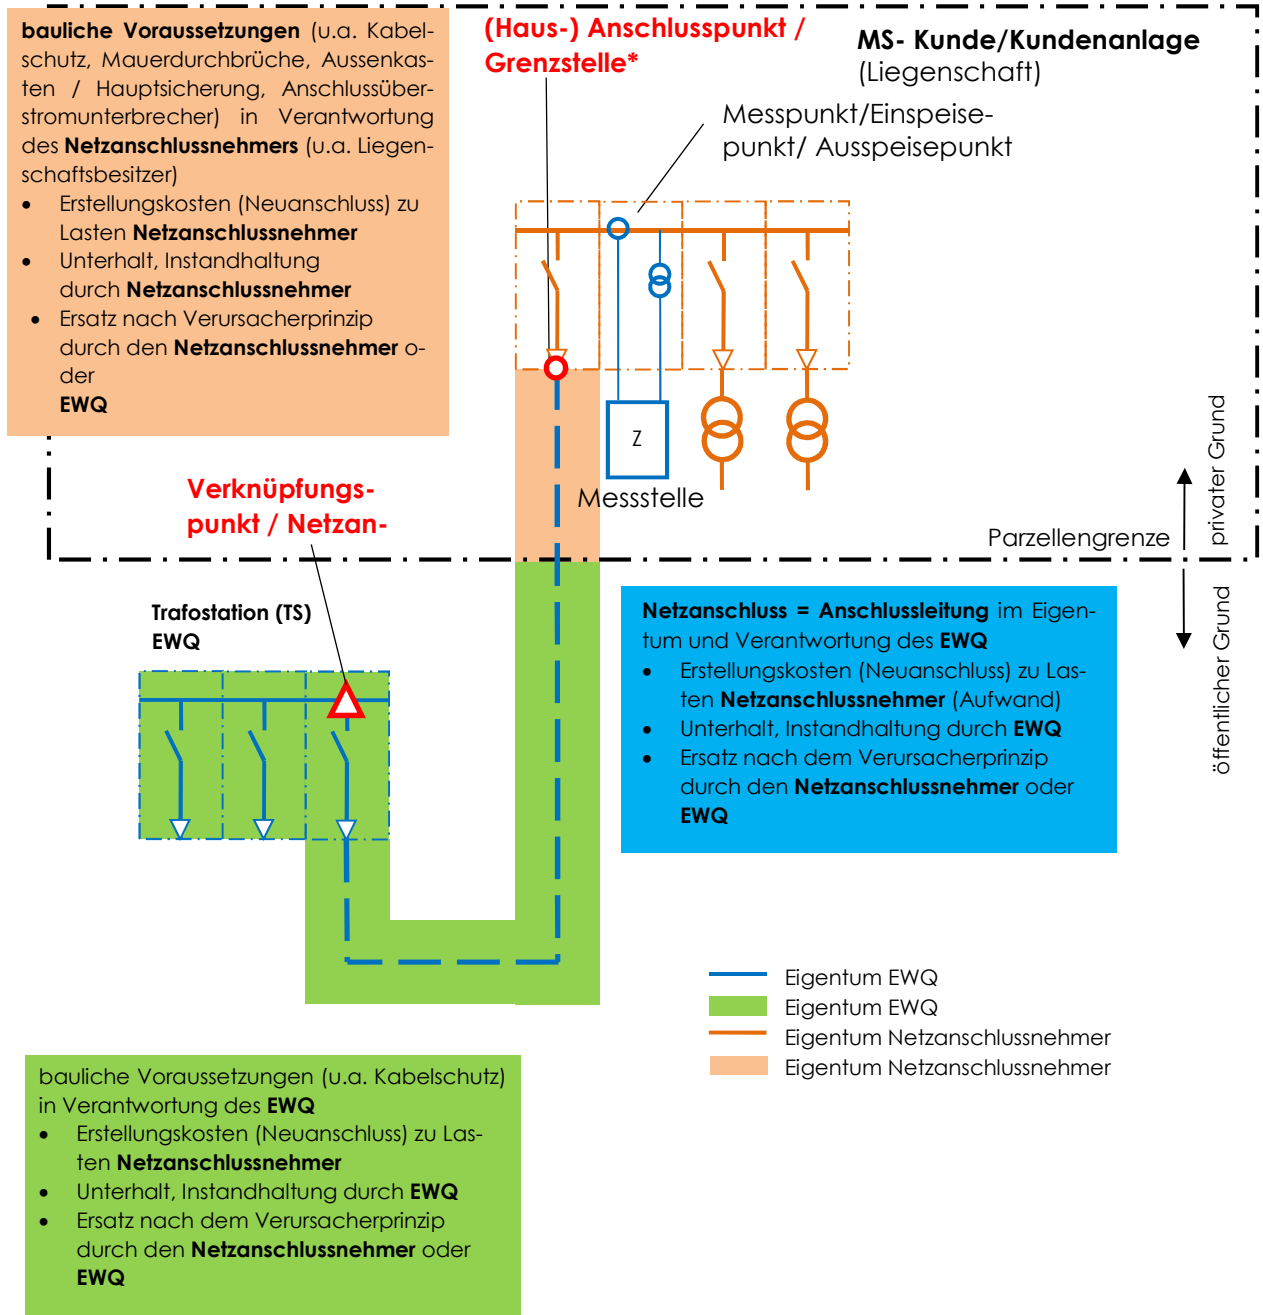 bauliche Voraussetzungen (u.a. Kabel-
schutz, Mauerdurchbrüche, Aussenkas-
ten / Hauptsicherung, Anschlussüber-
stromunterbrecher) in Verantwortung
des Netzanschlussnehmers (u.a. Liegen-
schaftsbesitzer)
• Erstellungskosten (Neuanschluss) zu
Lasten Netzanschlussnehmer
• Unterhalt, Instandhaltung
durch Netzanschlussnehmer
• Ersatz nach Verursacherprinzip
durch den Netzanschlussnehmer o-
der
EWQ
(Haus-) Anschlusspunkt /
Grenzstelle*
MS- Kunde/Kundenanlage
(Liegenschaft)
Messpunkt/Einspeise-
punkt/ Ausspeisepunkt
Z
Messstelle
Verknüpfungs-
punkt / Netzan-
Parzellengrenze
privater Grund
öffentlicher Grund
Trafostation (TS)
EWQ
Netzanschluss = Anschlussleitung im Eigen-
tum und Verantwortung des EWQ
• Erstellungskosten (Neuanschluss) zu Las-
ten Netzanschlussnehmer (Aufwand)
• Unterhalt, Instandhaltung durch EWQ
• Ersatz nach dem Verursacherprinzip
durch den Netzanschlussnehmer oder
EWQ
Eigentum EWQ
Eigentum EWQ
Eigentum Netzanschlussnehmer
Eigentum Netzanschlussnehmer
bauliche Voraussetzungen (u.a. Kabelschutz)
in Verantwortung des EWQ
• Erstellungskosten (Neuanschluss) zu Las-
ten Netzanschlussnehmer
• Unterhalt, Instandhaltung durch EWQ
• Ersatz nach dem Verursacherprinzip
durch den Netzanschlussnehmer oder
EWQ